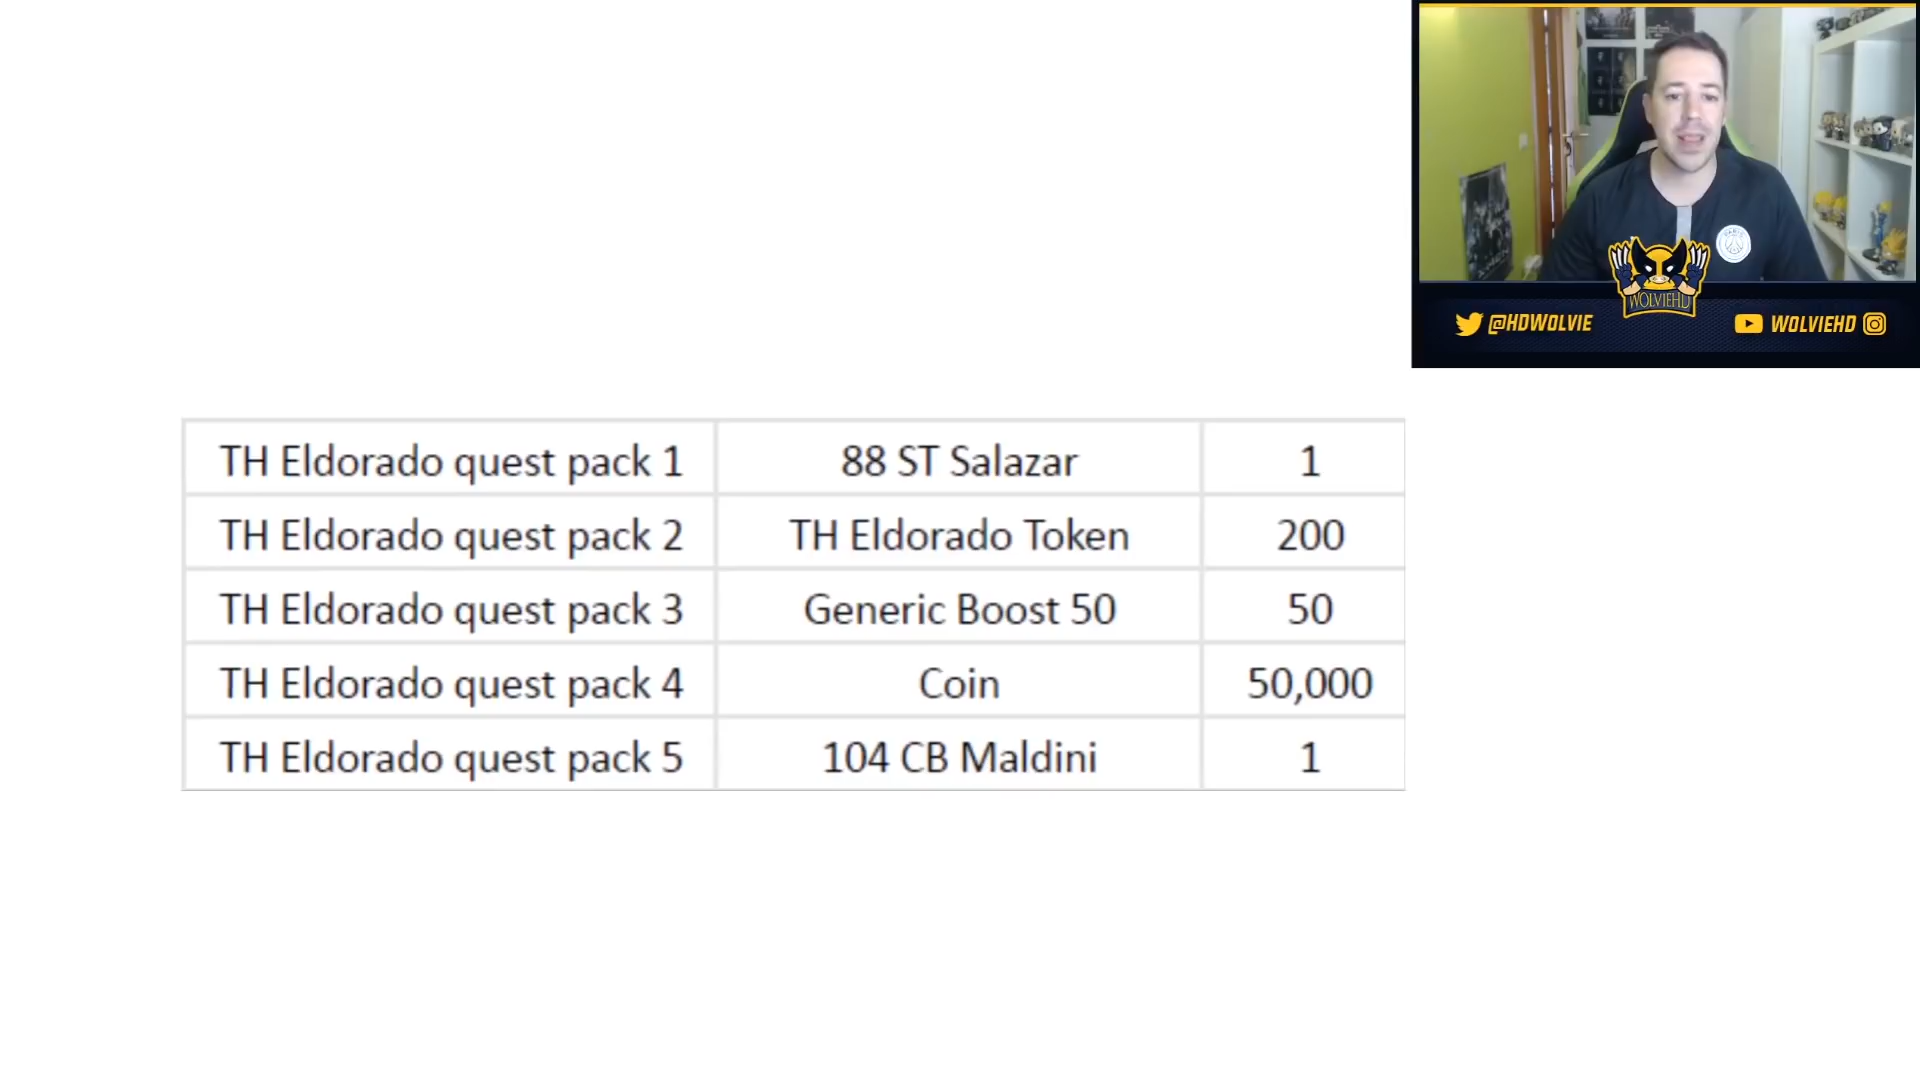 TH Eldorado quest pack 1 88 ST Salazar 1
TH Eldorado quest pack 2 TH Eldorado Token 200
TH Eldorado quest pack 3 Generic Boost 50 50
TH Eldorado quest pack 4 Coin 50,000
TH Eldorado quest pack 5 104 CB Maldini 1
WOLVIEHD
@HDWOLVIE
WOLVIEHD